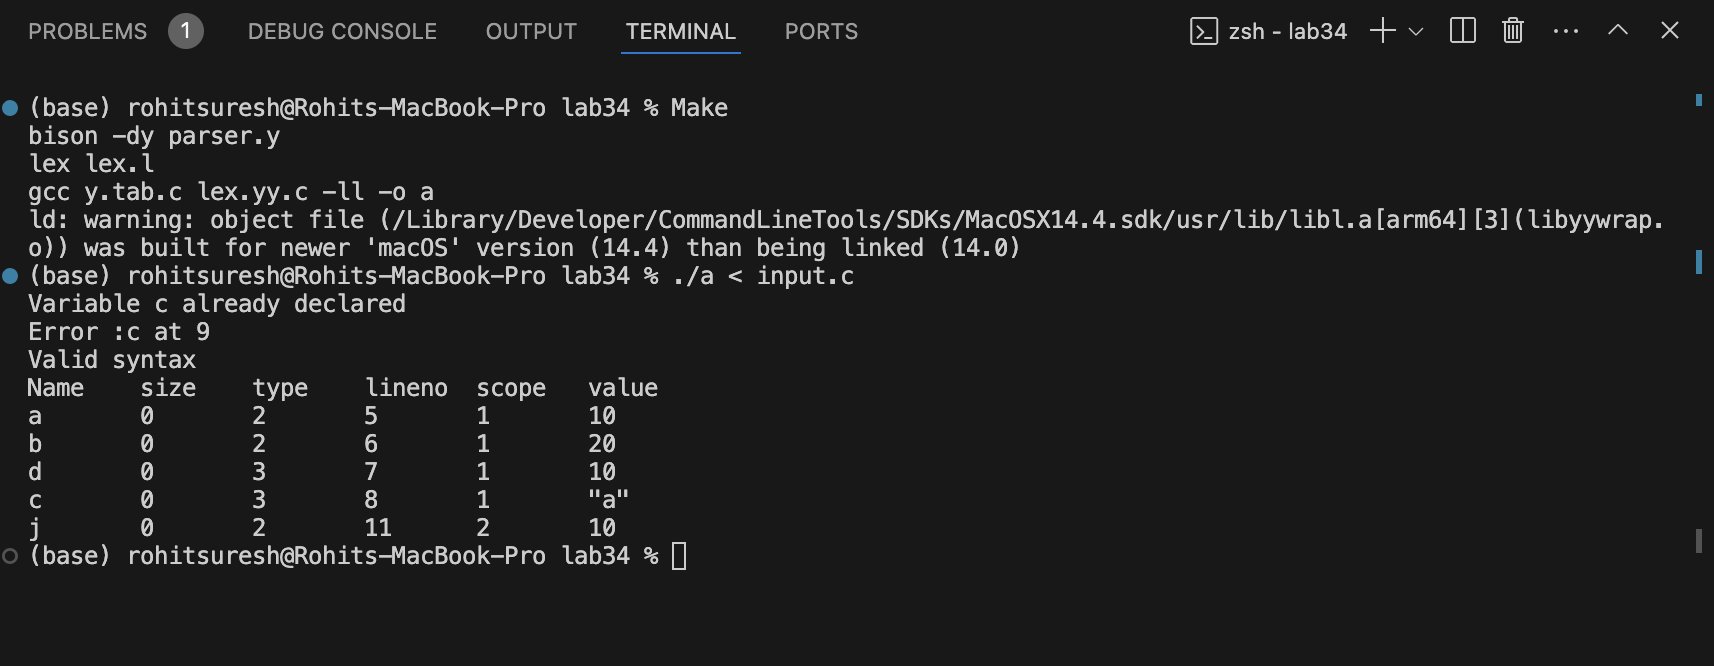 PROBLEMS 1 DEBUG CONSOLE OUTPUT TERMINAL PORTS zsh - lab34
(base) rohitsuresh@Rohits-MacBook-Pro lab34 % Make
bison -dy parser.y
lex lex.l
gcc y.tab.c lex.yy.c -ll -o a
ld: warning: object file (/Library/Developer/CommandLineTools/SDKs/MacOSX14.4.sdk/usr/lib/libl.a[arm64][3](libyywrap.
o)) was built for newer 'macOS' version (14.4) than being linked (14.0)
(base) rohitsuresh@Rohits-MacBook-Pro lab34 % ./a < input.c
Variable c already declared
Error :c at 9
Valid syntax
Name size type lineno scope value
a 0 2 5 1 10
b 0 2 6 1 20
d 0 3 7 1 10
c 0 3 8 1 "a"
j 0 2 11 2 10
(base) rohitsuresh@Rohits-MacBook-Pro lab34 %